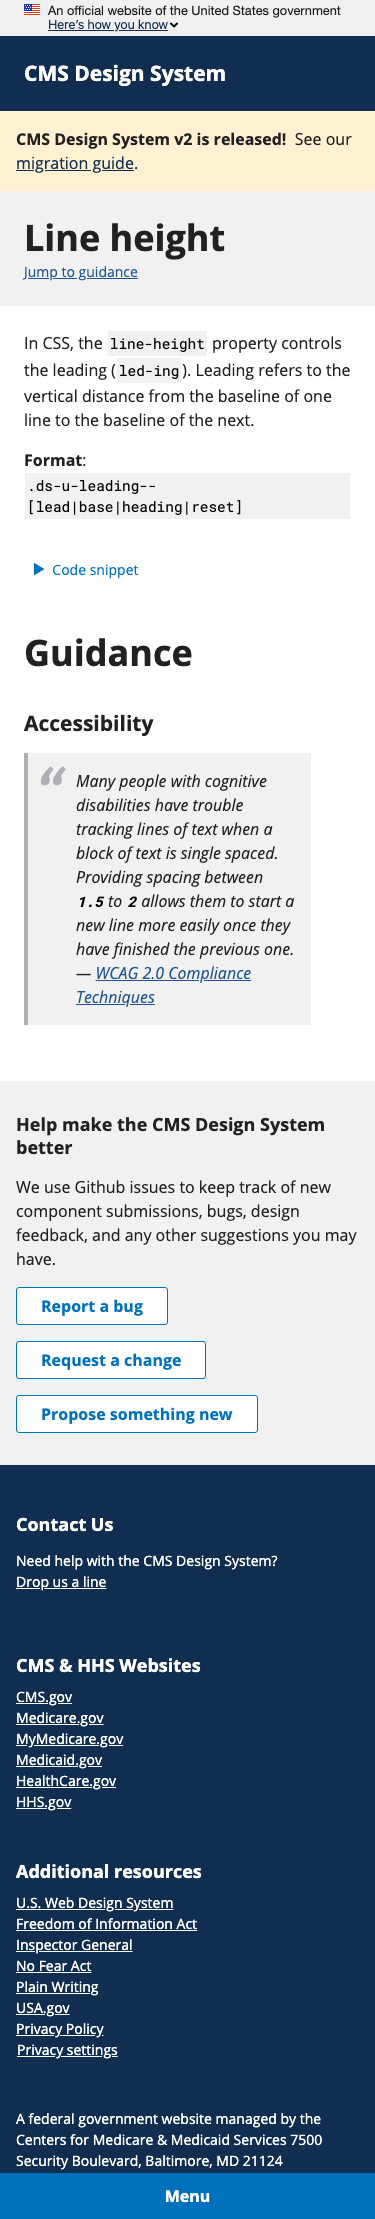 An official website of the United States government
Here's how you know
CMS Design System
CMS Design System v2 is released! See our
migration guide.
Line height
Jump to guidance
In CSS, the line-height property controls
the leading (led-ing). Leading refers to the
vertical distance from the baseline of one
line to the baseline of the next.
Format:
.ds-u-leading--
[lead|base|heading|reset]
Code snippet
Guidance
Accessibility
“
Many people with cognitive
disabilities have trouble
tracking lines of text when a
block of text is single spaced.
Providing spacing between
1.5 to 2 allows them to start a
new line more easily once they
have finished the previous one.
— WCAG 2.0 Compliance
Techniques
Help make the CMS Design System
better
We use Github issues to keep track of new
component submissions, bugs, design
feedback, and any other suggestions you may
have.
Report a bug
Request a change
Propose something new
Contact Us
Need help with the CMS Design System?
Drop us a line
CMS & HHS Websites
CMS.gov
Medicare.gov
MyMedicare.gov
Medicaid.gov
HealthCare.gov
HHS.gov
Additional resources
U.S. Web Design System
Freedom of Information Act
Inspector General
No Fear Act
Plain Writing
USA.gov
Privacy Policy
Privacy settings
A federal government website managed by the
Centers for Medicare & Medicaid Services 7500
Security Boulevard, Baltimore, MD 21124
Menu